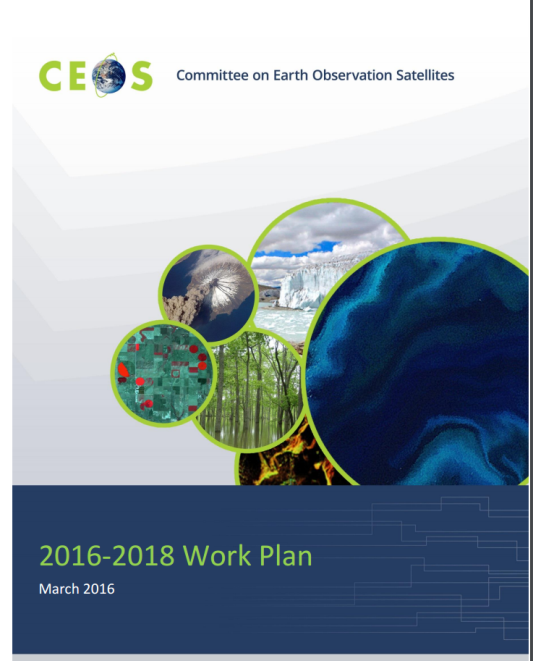 CEOS
Committee on Earth Observation Satellites
2016-2018 Work Plan
March 2016